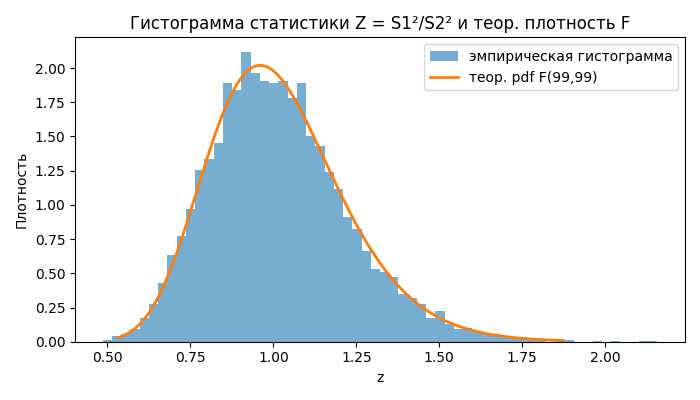 Гистограмма статистики Z = S1²/S2² и теор. плотность F
эмпирическая гистограмма
теор. pdf F(99,99)
Плотность
2.00
1.75
1.50
1.25
1.00
0.75
0.50
0.25
0.00
0.50 0.75 1.00 1.25 1.50 1.75 2.00
z